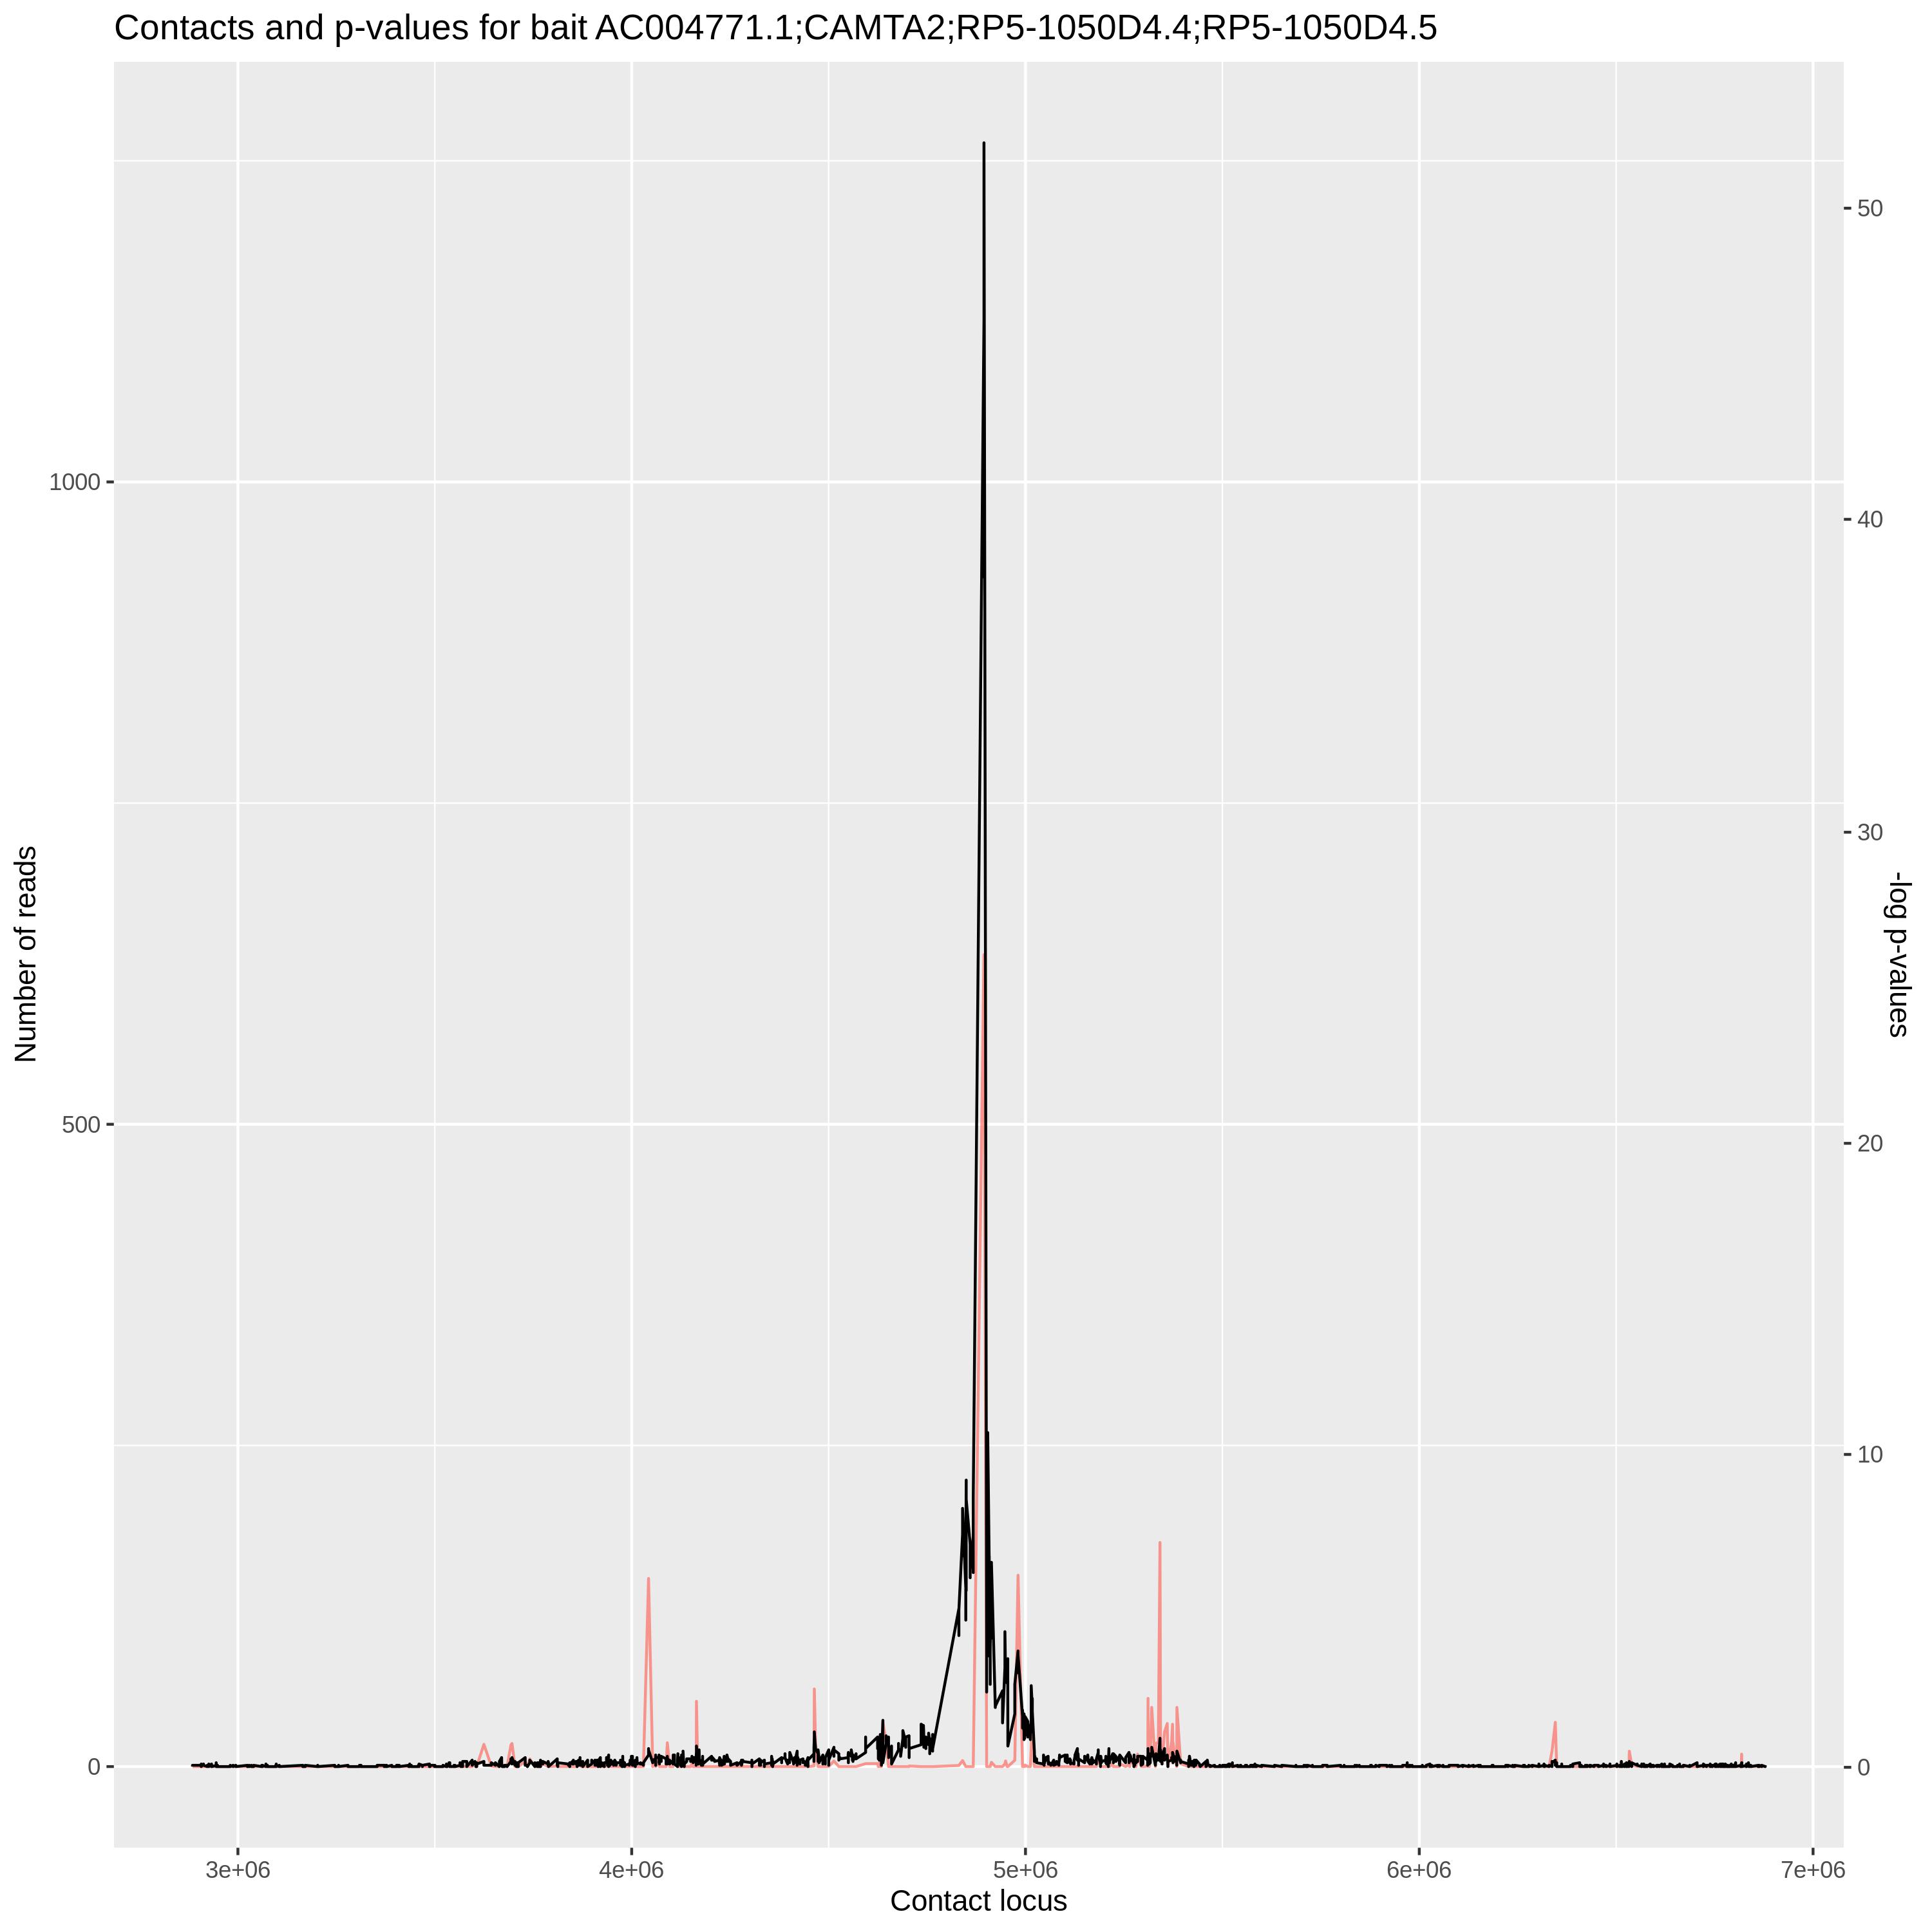 Contacts and p-values for bait AC004771.1;CAMTA2;RP5-1050D4.4;RP5-1050D4.5
Number of reads
1000
500
0
50
40
30
20
10
0
-log p-values
3e+06 4e+06 5e+06 6e+06 7e+06
Contact locus